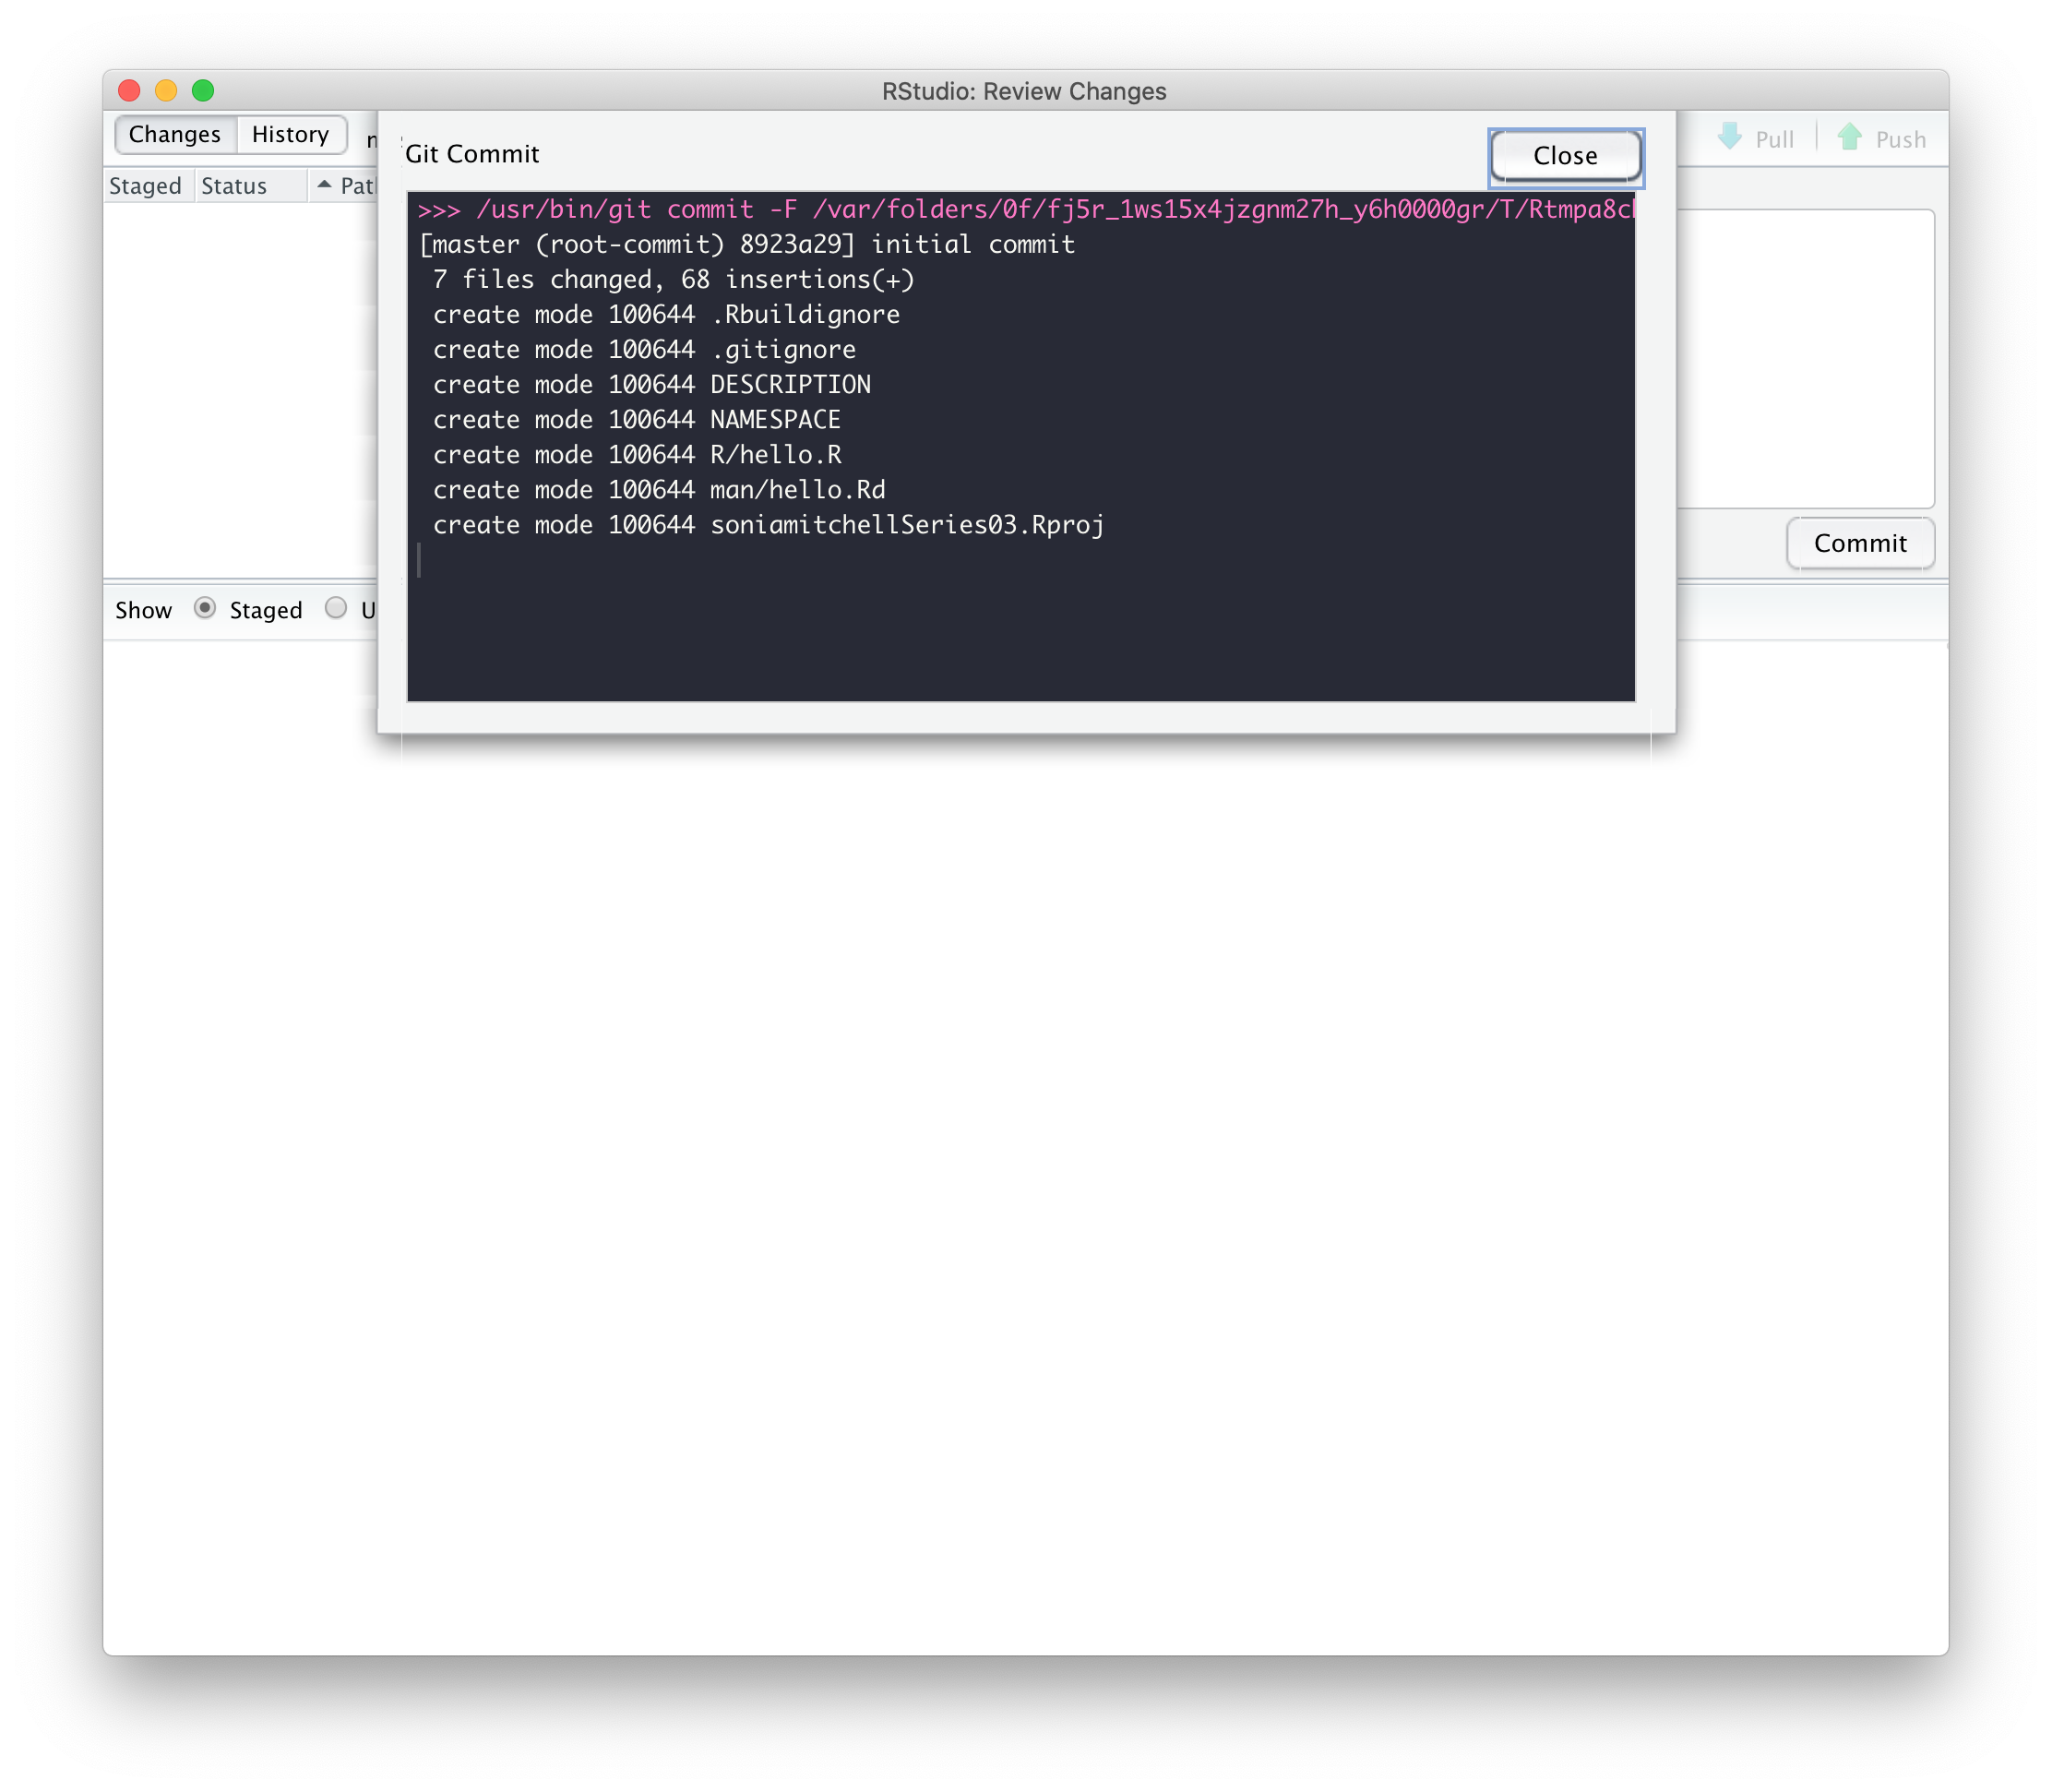 RStudio: Review Changes
Changes History
Git Commit
Close
Pull Push
Staged Status
>>> /usr/bin/git commit -F /var/folders/0f/fj5r_1ws15x4jzgnm27h_y6h0000gr/T/Rtmpa8c
[master (root-commit) 8923a29] initial commit
7 files changed, 68 insertions(+)
create mode 100644 .Rbuildignore
create mode 100644 .gitignore
create mode 100644 DESCRIPTION
create mode 100644 NAMESPACE
create mode 100644 R/hello.R
create mode 100644 man/hello.Rd
create mode 100644 soniamitchellSeries03.Rproj
Commit
Show Staged